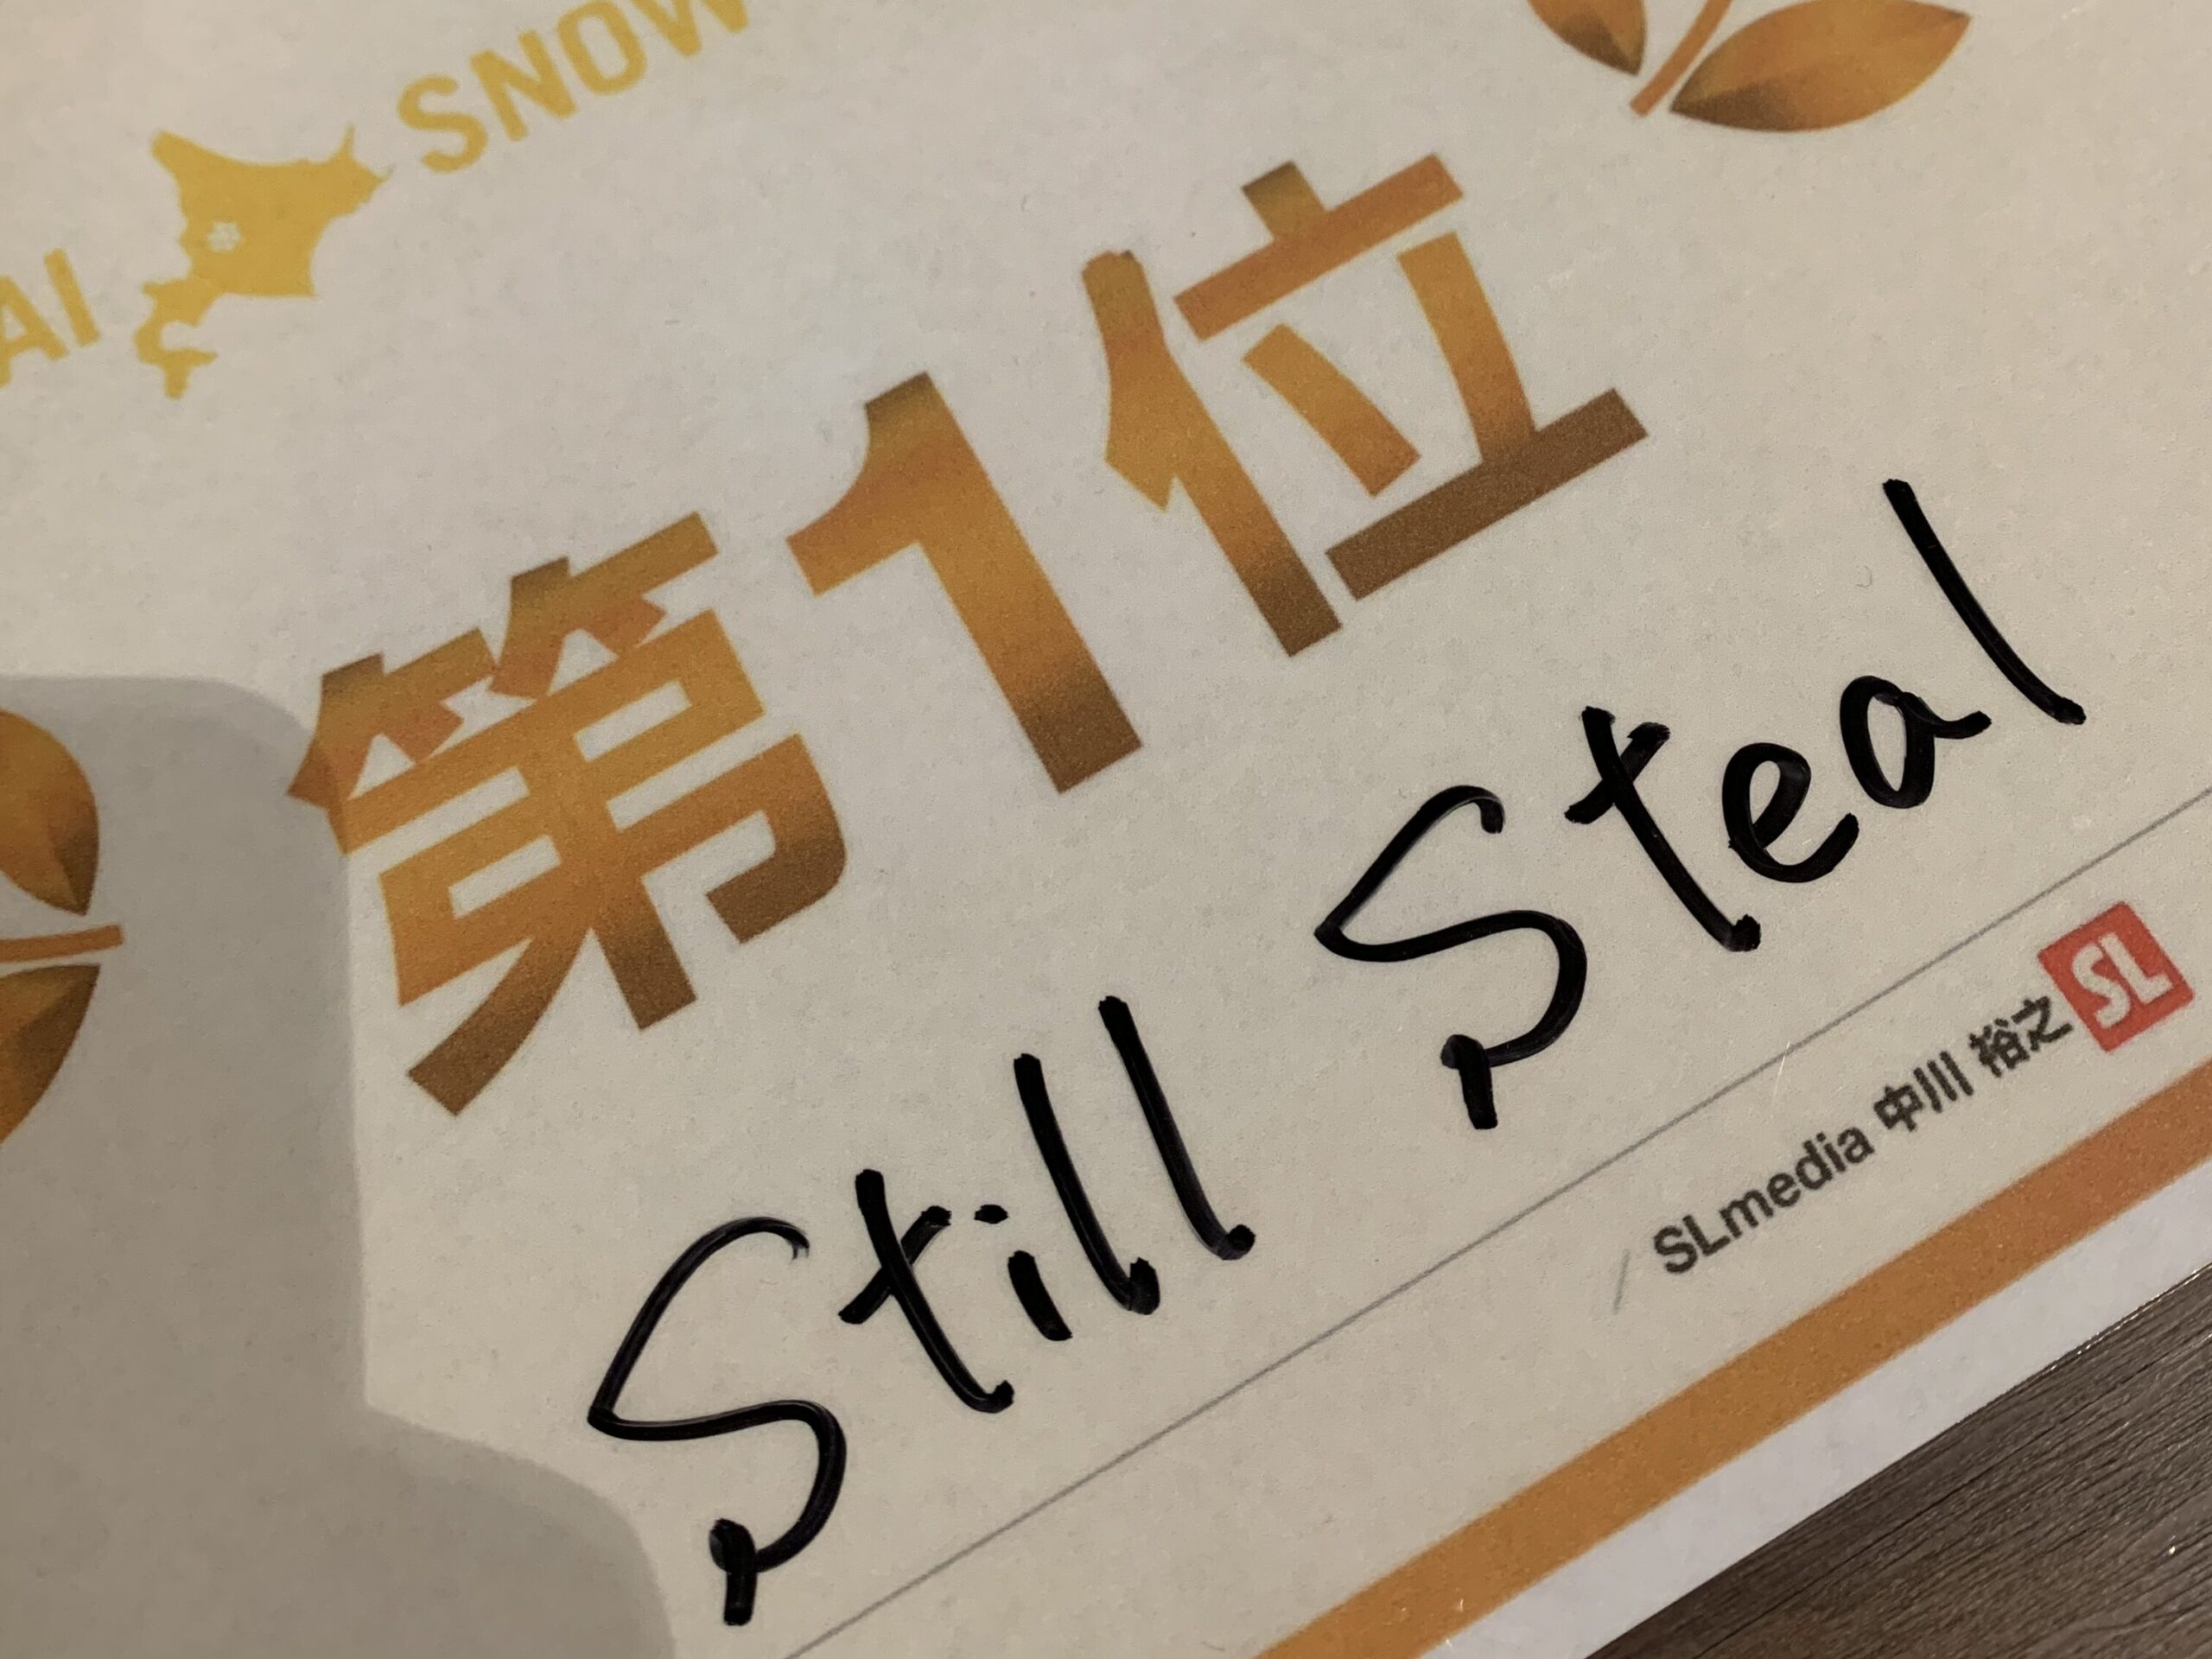 AI SNOW
第1位
Still Steal
SLmedia 中川 裕之 SL